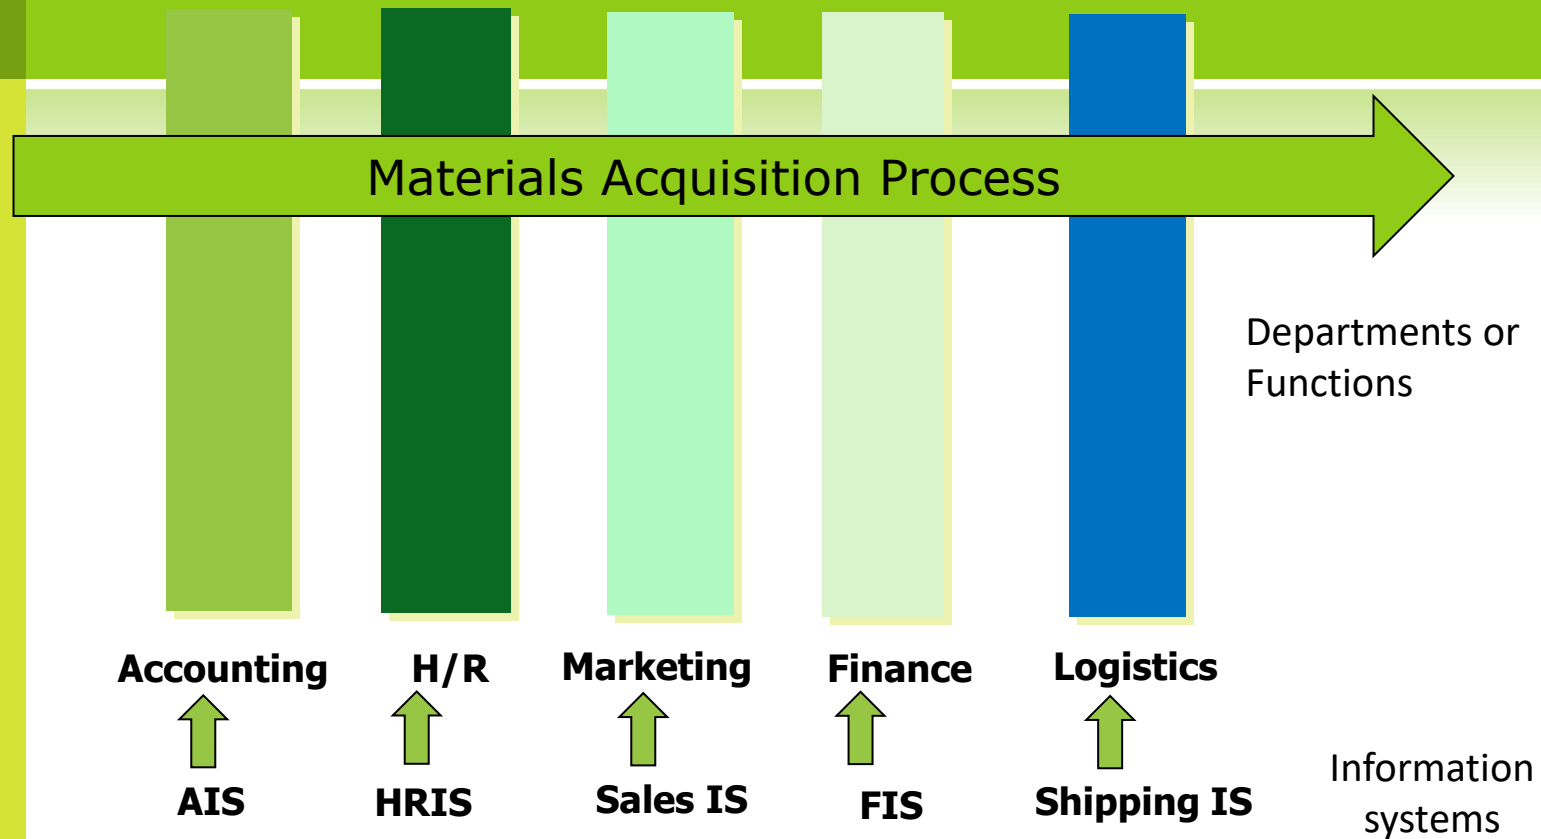 Materials Acquisition Process
Departments or
Functions
Accounting
H/R
Marketing
Finance
Logistics
AIS
HRIS
Sales IS
FIS
Shipping IS
Information
systems